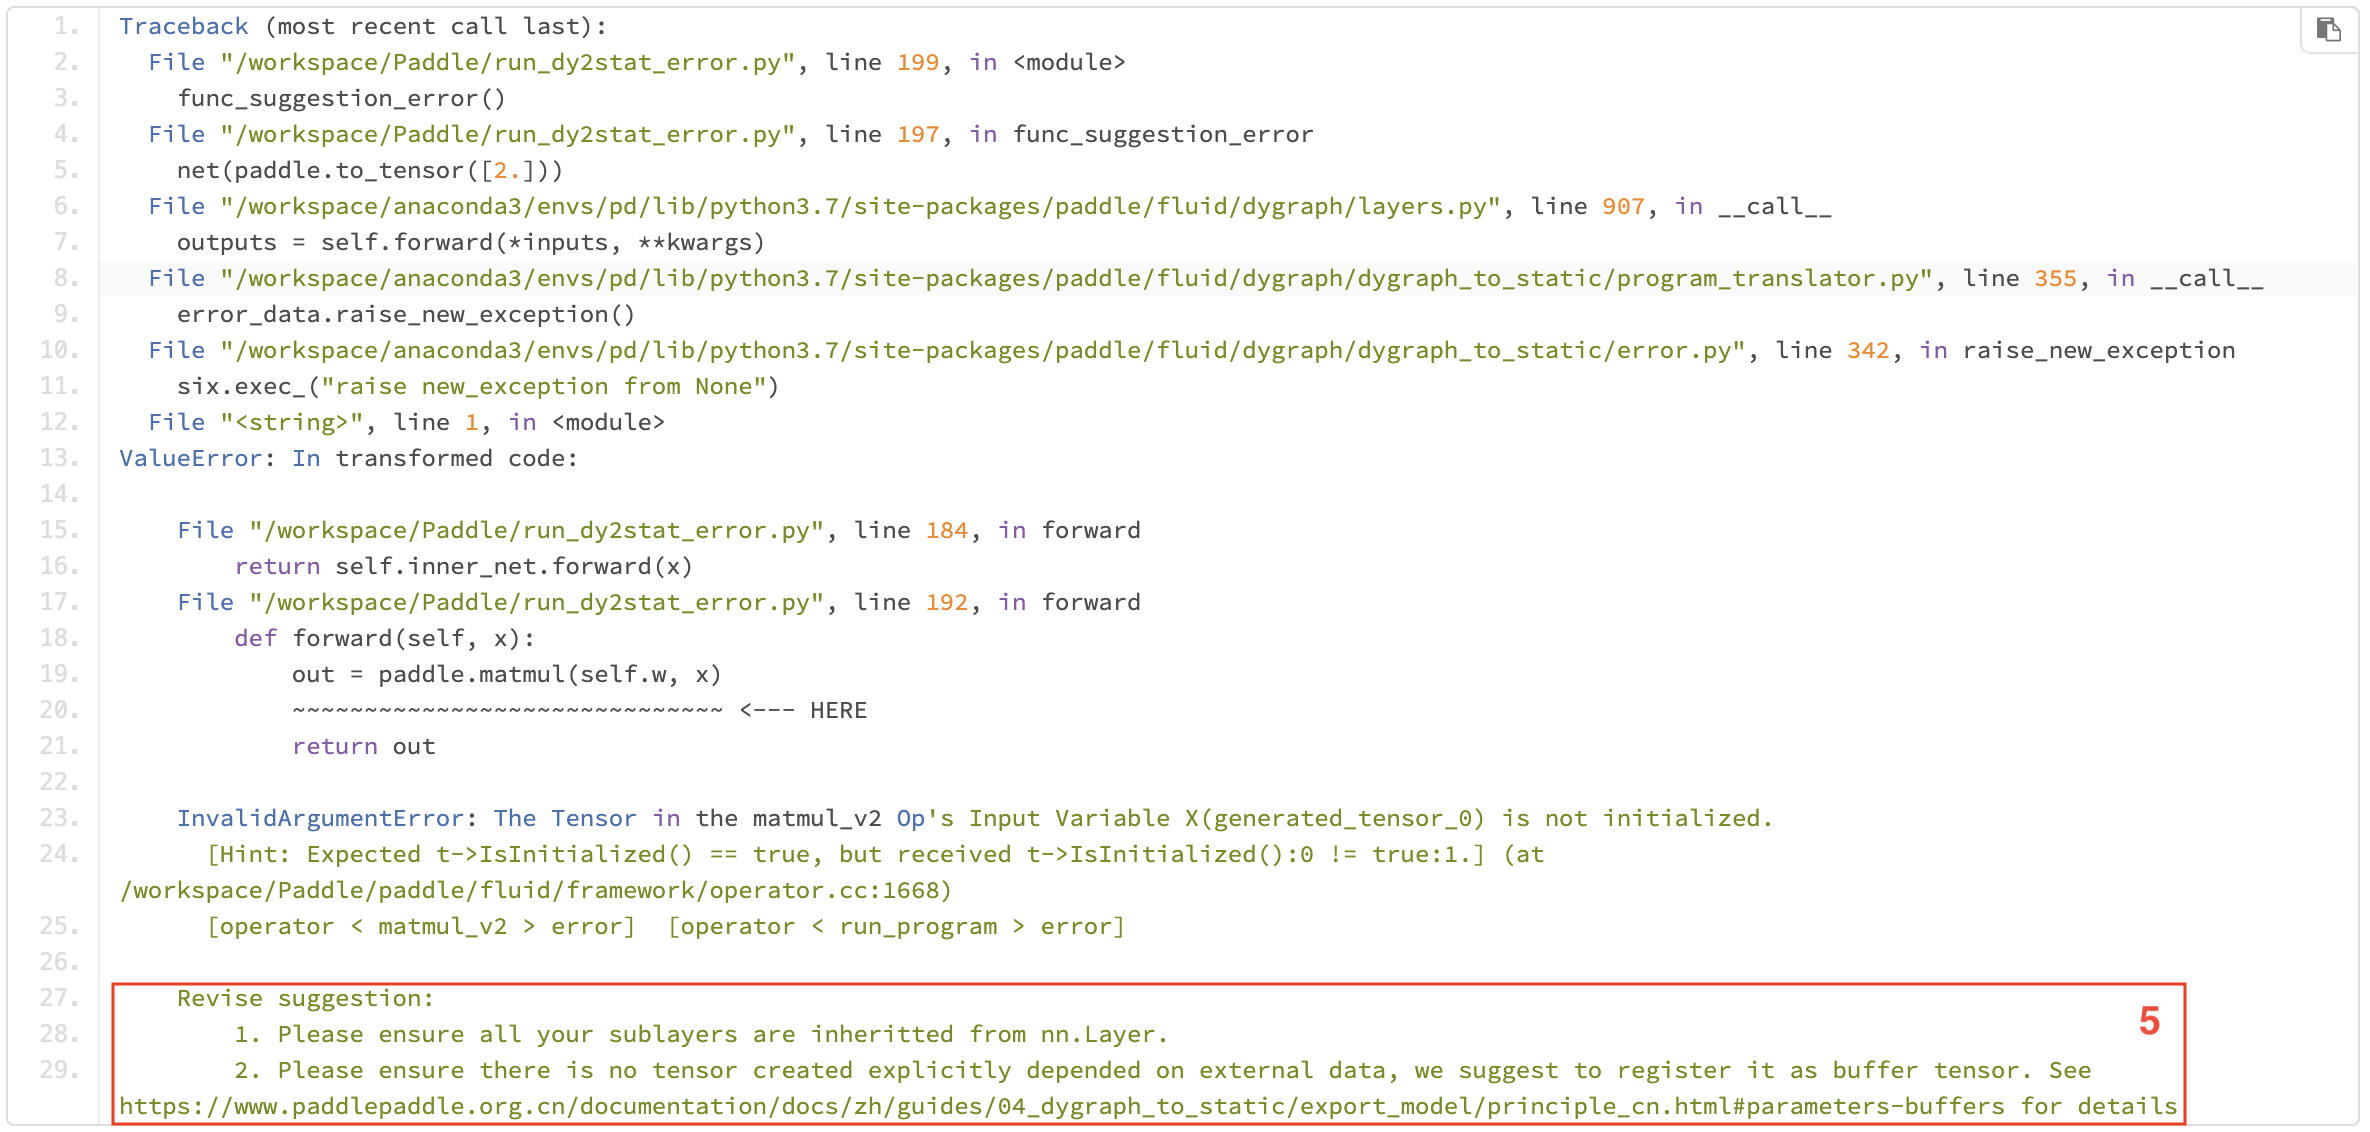 1. Traceback (most recent call last):
2.   File "/workspace/Paddle/run_dy2stat_error.py", line 199, in <module>
3.     func_suggestion_error()
4.   File "/workspace/Paddle/run_dy2stat_error.py", line 197, in func_suggestion_error
5.     net(paddle.to_tensor([2.]))
6.   File "/workspace/anaconda3/envs/pd/lib/python3.7/site-packages/paddle/fluid/dygraph/layers.py", line 907, in __call__
7.     outputs = self.forward(*inputs, **kwargs)
8.   File "/workspace/anaconda3/envs/pd/lib/python3.7/site-packages/paddle/fluid/dygraph/dygraph_to_static/program_translator.py", line 355, in __call__
9.     error_data.raise_new_exception()
10.   File "/workspace/anaconda3/envs/pd/lib/python3.7/site-packages/paddle/fluid/dygraph/dygraph_to_static/error.py", line 342, in raise_new_exception
11.     six.exec_("raise new_exception from None")
12.   File "<string>", line 1, in <module>
13. ValueError: In transformed code:
14.
15.     File "/workspace/Paddle/run_dy2stat_error.py", line 184, in forward
16.         return self.inner_net.forward(x)
17.     File "/workspace/Paddle/run_dy2stat_error.py", line 192, in forward
18.         def forward(self, x):
19.             out = paddle.matmul(self.w, x)
20.             ~~~~~~~~~~~~~~~~~~~~~~~~~~~~~~ <--- HERE
21.             return out
22.
23.     InvalidArgumentError: The Tensor in the matmul_v2 Op's Input Variable X(generated_tensor_0) is not initialized.
24.       [Hint: Expected t->IsInitialized() == true, but received t->IsInitialized():0 != true:1.] (at
/workspace/Paddle/paddle/fluid/framework/operator.cc:1668)
25.       [operator < matmul_v2 > error]  [operator < run_program > error]
26.
27.     Revise suggestion:
5
28.         1. Please ensure all your sublayers are inheritted from nn.Layer.
29.         2. Please ensure there is no tensor created explicitly depended on external data, we suggest to register it as buffer tensor. See
https://www.paddlepaddle.org.cn/documentation/docs/zh/guides/04_dygraph_to_static/export_model/principle_cn.html#parameters-buffers for details